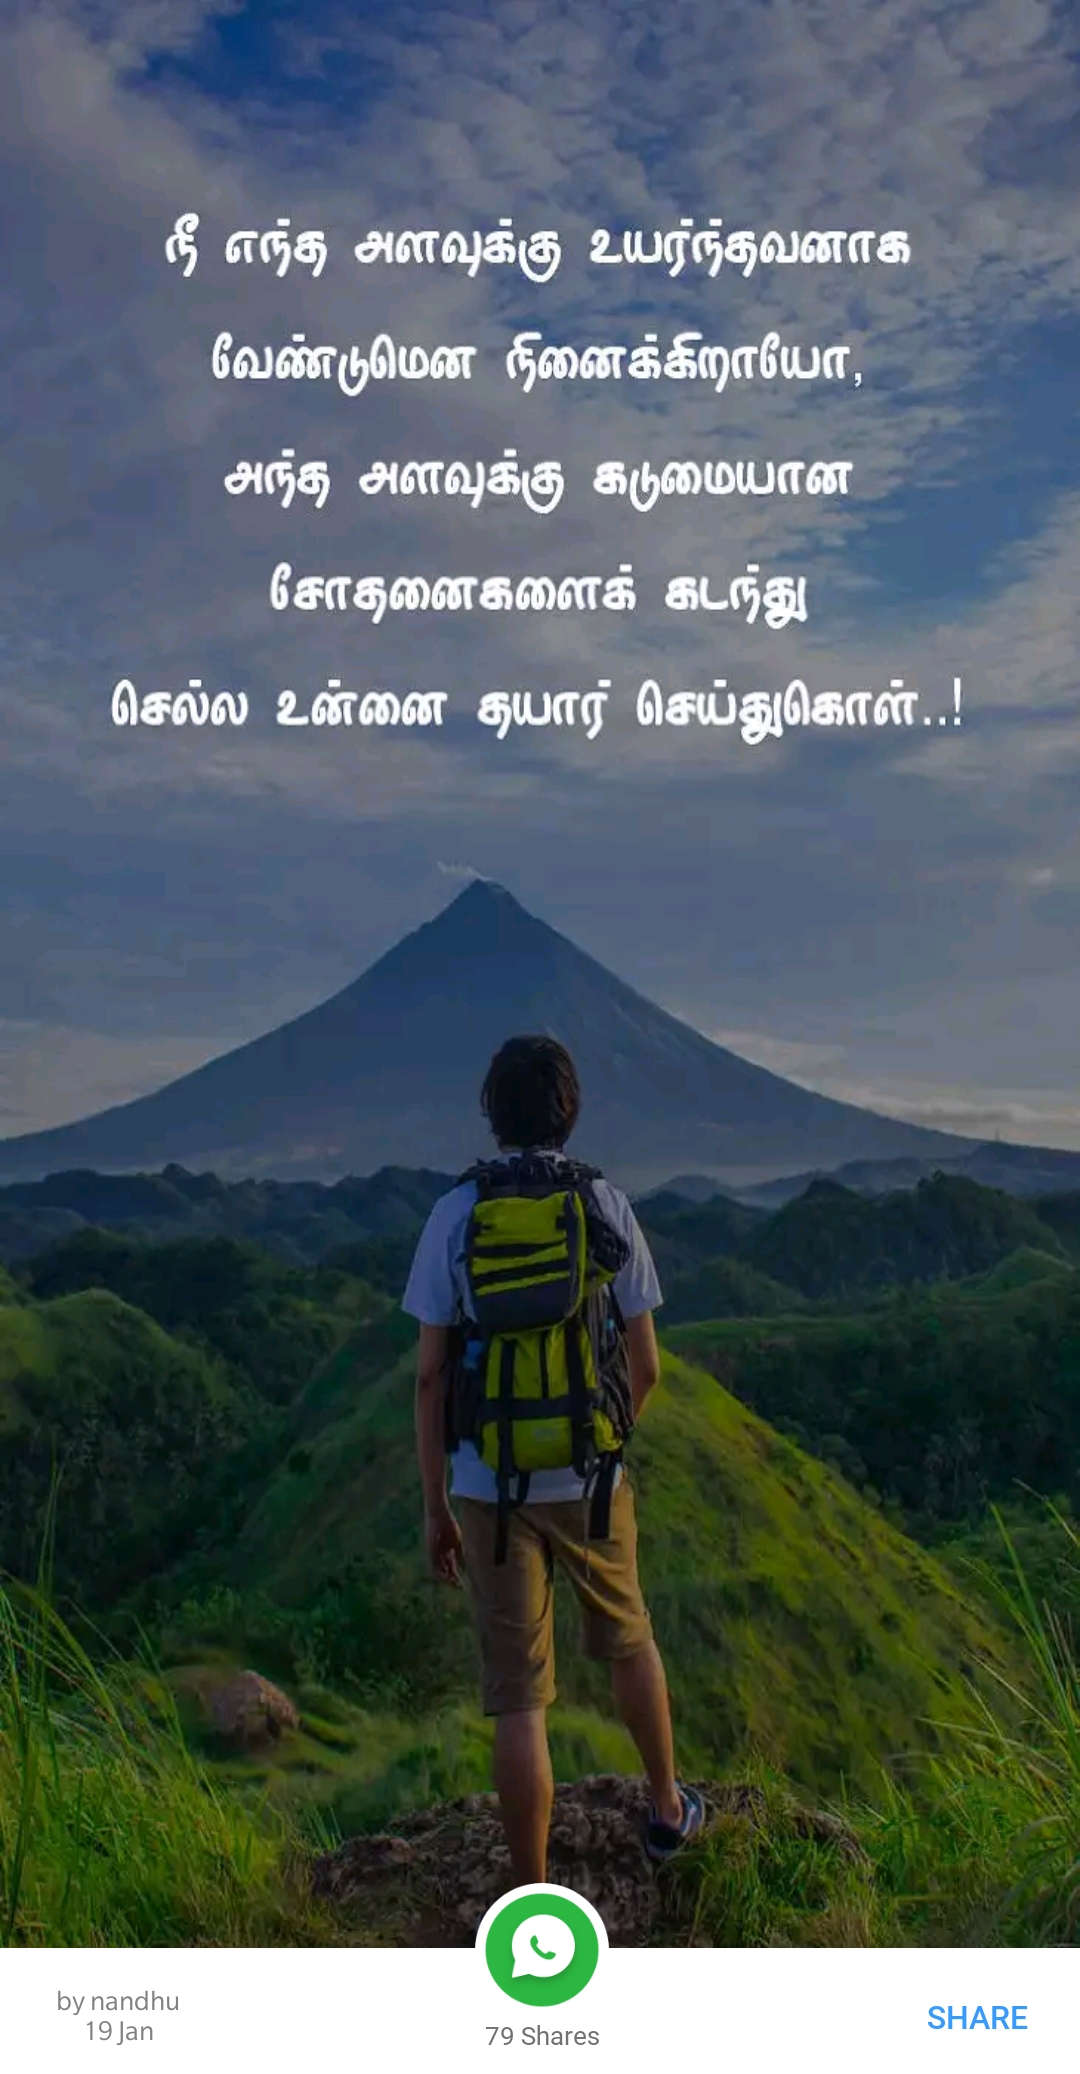 நீ எந்த அளவுக்கு உயர்ந்தவனாக
வேண்டுமென நினைக்கிறாயோ,
அந்த அளவுக்கு கடுமையான
சோதனைகளைக் கடந்து
செல்ல உன்னை தயார் செய்துகொள்..!
by nandhu
19 Jan
79 Shares
SHARE